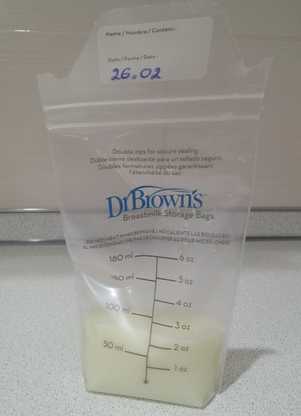 Name / Nombre / Contenu:
Date / Fecha / Date:
26.02
Double zips for secure sealing.
Doble cierre deslizante para un sellado seguro.
Doubles fermetures zippées garantissant
l'étanchéité du sac.
Dr Brown's
Breastmilk Storage Bags
180 ml 6 oz
150 ml 5 oz
4 oz
100 ml 3 oz
2 oz
50 ml 1 oz